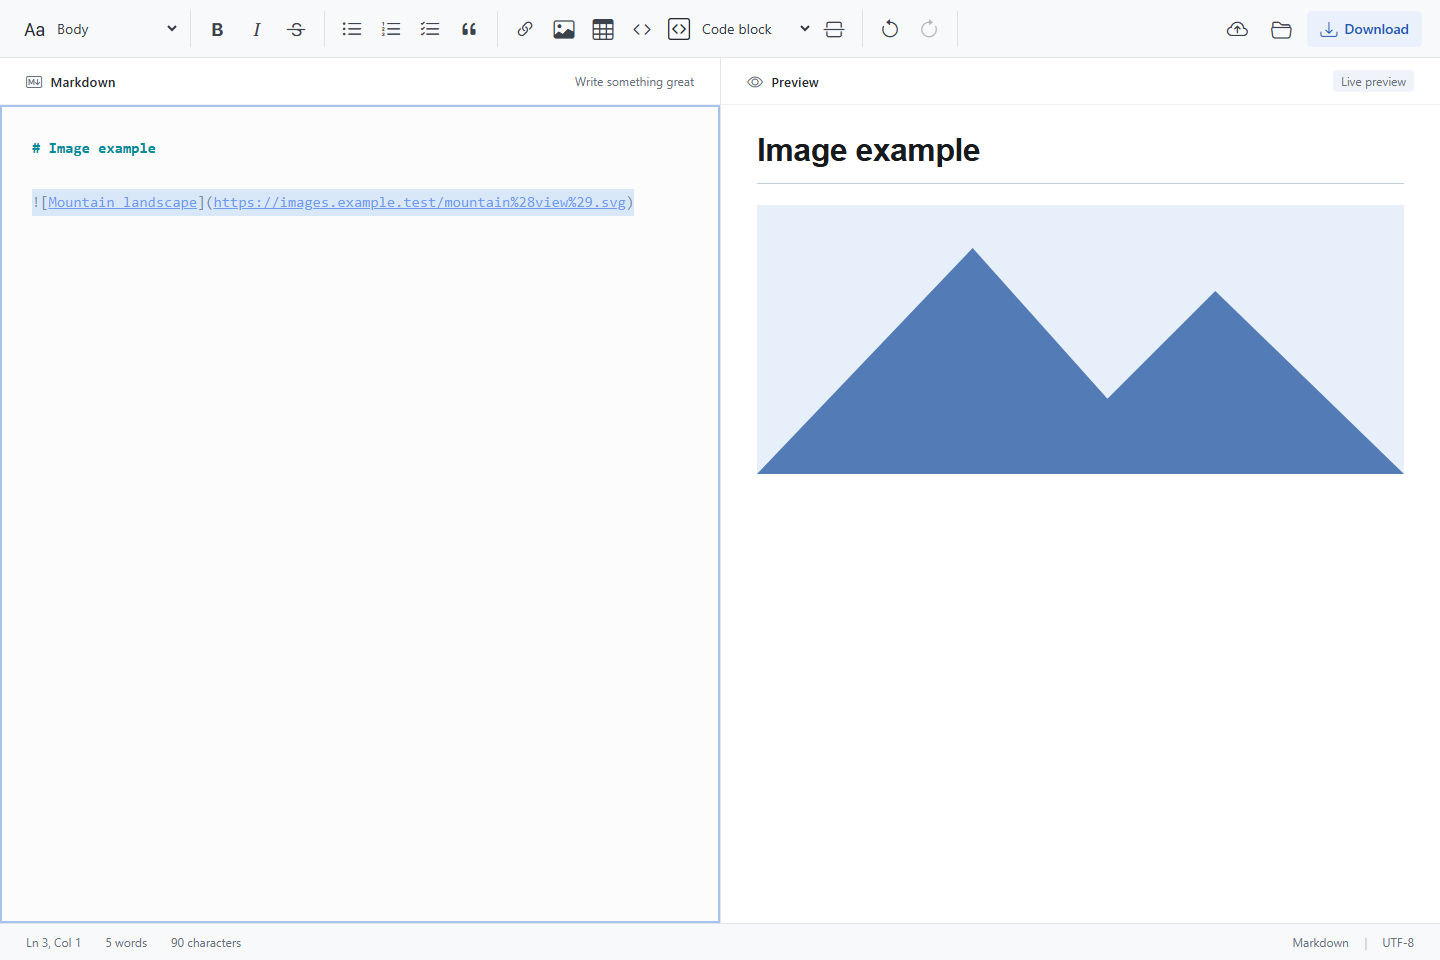 Aa Body
B I S
Code block
Download
Markdown
Write something great
Preview
Live preview
# Image example
![Mountain landscape](https://images.example.test/mountain%28view%29.svg)
Image example
Ln 3, Col 1
5 words
90 characters
Markdown | UTF-8